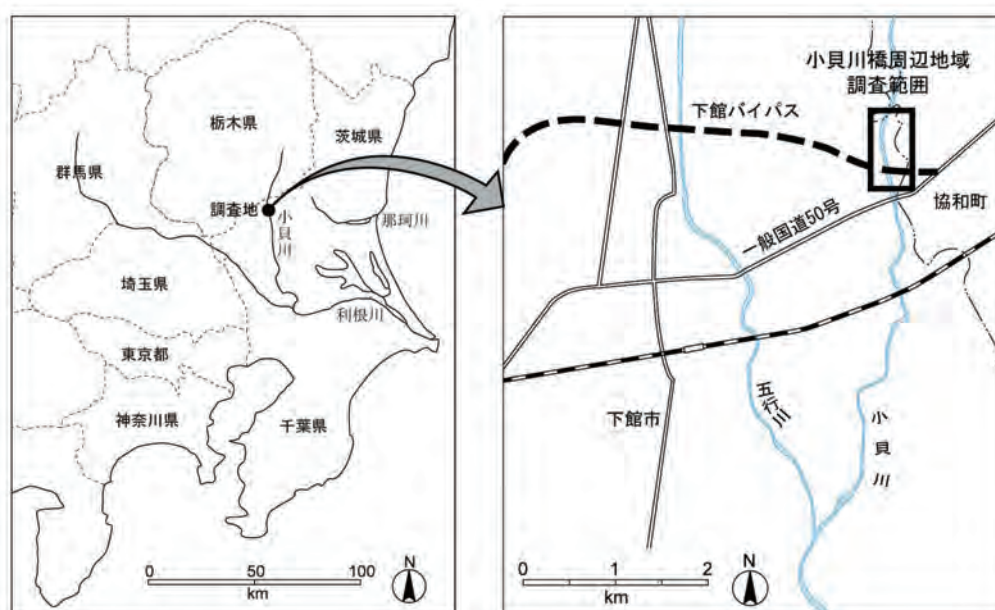 栃木県
茨城県
群馬県
調査地
小貝川
那珂川
埼玉県
利根川
東京都
神奈川県
千葉県
0
50
100
km
N
小貝川橋周辺地域
調査範囲
下館バイパス
協和町
一般国道50号
五行川
小貝川
下館市
0
1
2
km
N